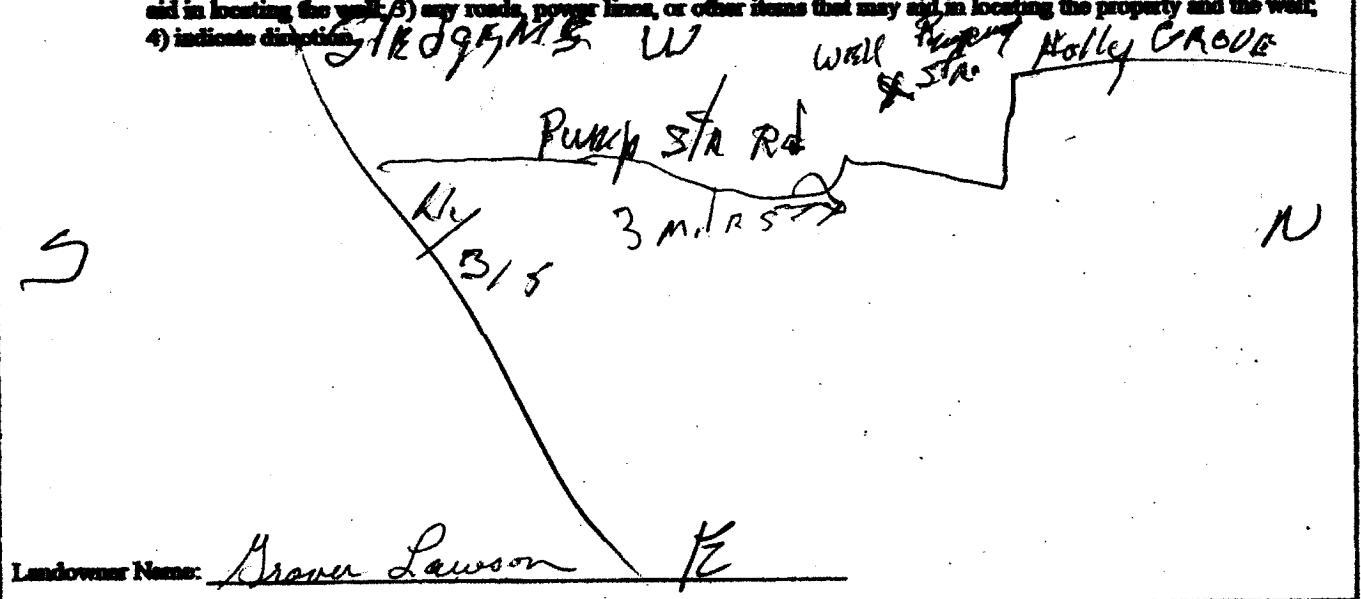 aid in locating the well; 3) any roads, power lines, or other items that may aid in locating the property and the well;
4) indicate direction.
W
Well
Holly GROVE
Pump Sta Rd
Hy
315
3 Miles
S
N
E
Landowner Name: Grover Lawson